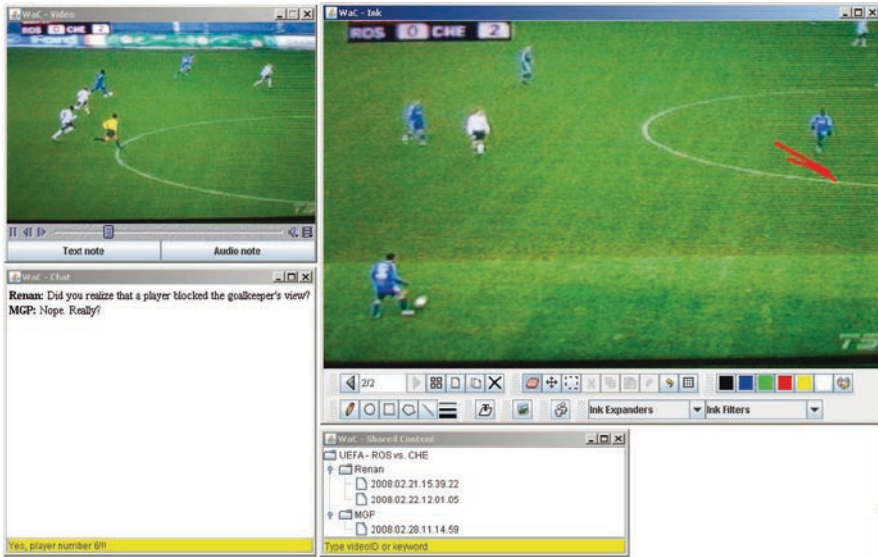 WaC - Video
ROS 0 CHE 2
Text note
Audio note
WaC - Chat
Renan: Did you realize that a player blocked the goalkeeper's view?
MGP: Nope. Really?
Yes, player number 6!!!
WaC - Ink
ROS 0 CHE 2
2/2
Ink Expanders
Ink Filters
WaC - Shared Content
UEFA - ROS vs. CHE
Renan
2008.02.21.15.39.22
2008.02.22.12.01.05
MGP
2008.02.28.11.14.59
Type videoID or keyword